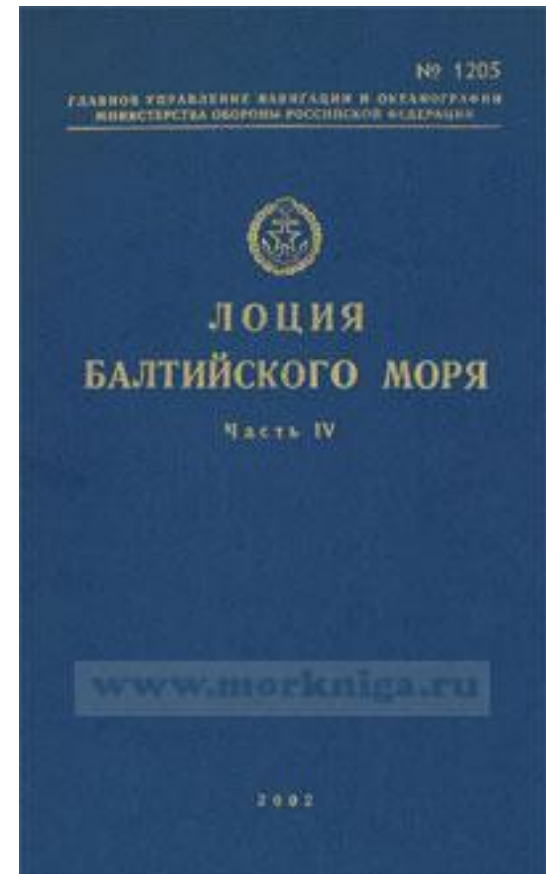 № 1205
ГЛАВНОЕ УПРАВЛЕНИЕ НАВИГАЦИИ И ОКЕАНОГРАФИИ
МИНИСТЕРСТВА ОБОРОНЫ РОССИЙСКОЙ ФЕДЕРАЦИИ
ЛОЦИЯ
БАЛТИЙСКОГО МОРЯ
Часть IV
www.morkniga.ru
2002